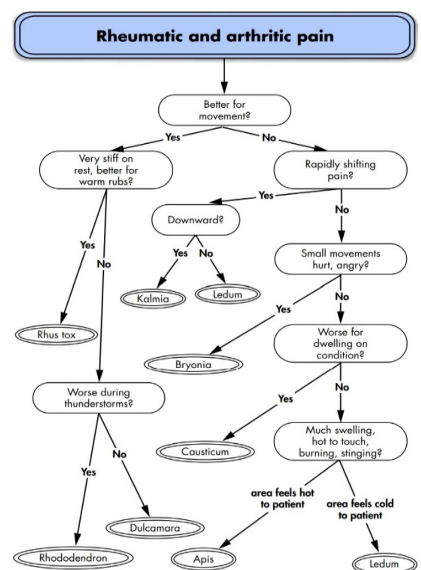 Rheumatic and arthritic pain
Better for
movement?
Yes
No
Very stiff on
rest, better for
warm rubs?
Rapidly shifting
pain?
Yes
No
Downward?
Yes
No
Yes
No
Small movements
hurt, angry?
Kalmia
Ledum
Yes
No
Rhus tox
Worse for
dwelling on
condition?
Bryonia
Worse during
thunderstorms?
Yes
No
Much swelling,
hot to touch,
burning, stinging?
Causticum
Yes
No
area feels hot
to patient
area feels cold
to patient
Dulcamara
Rhododendron
Apis
Ledum